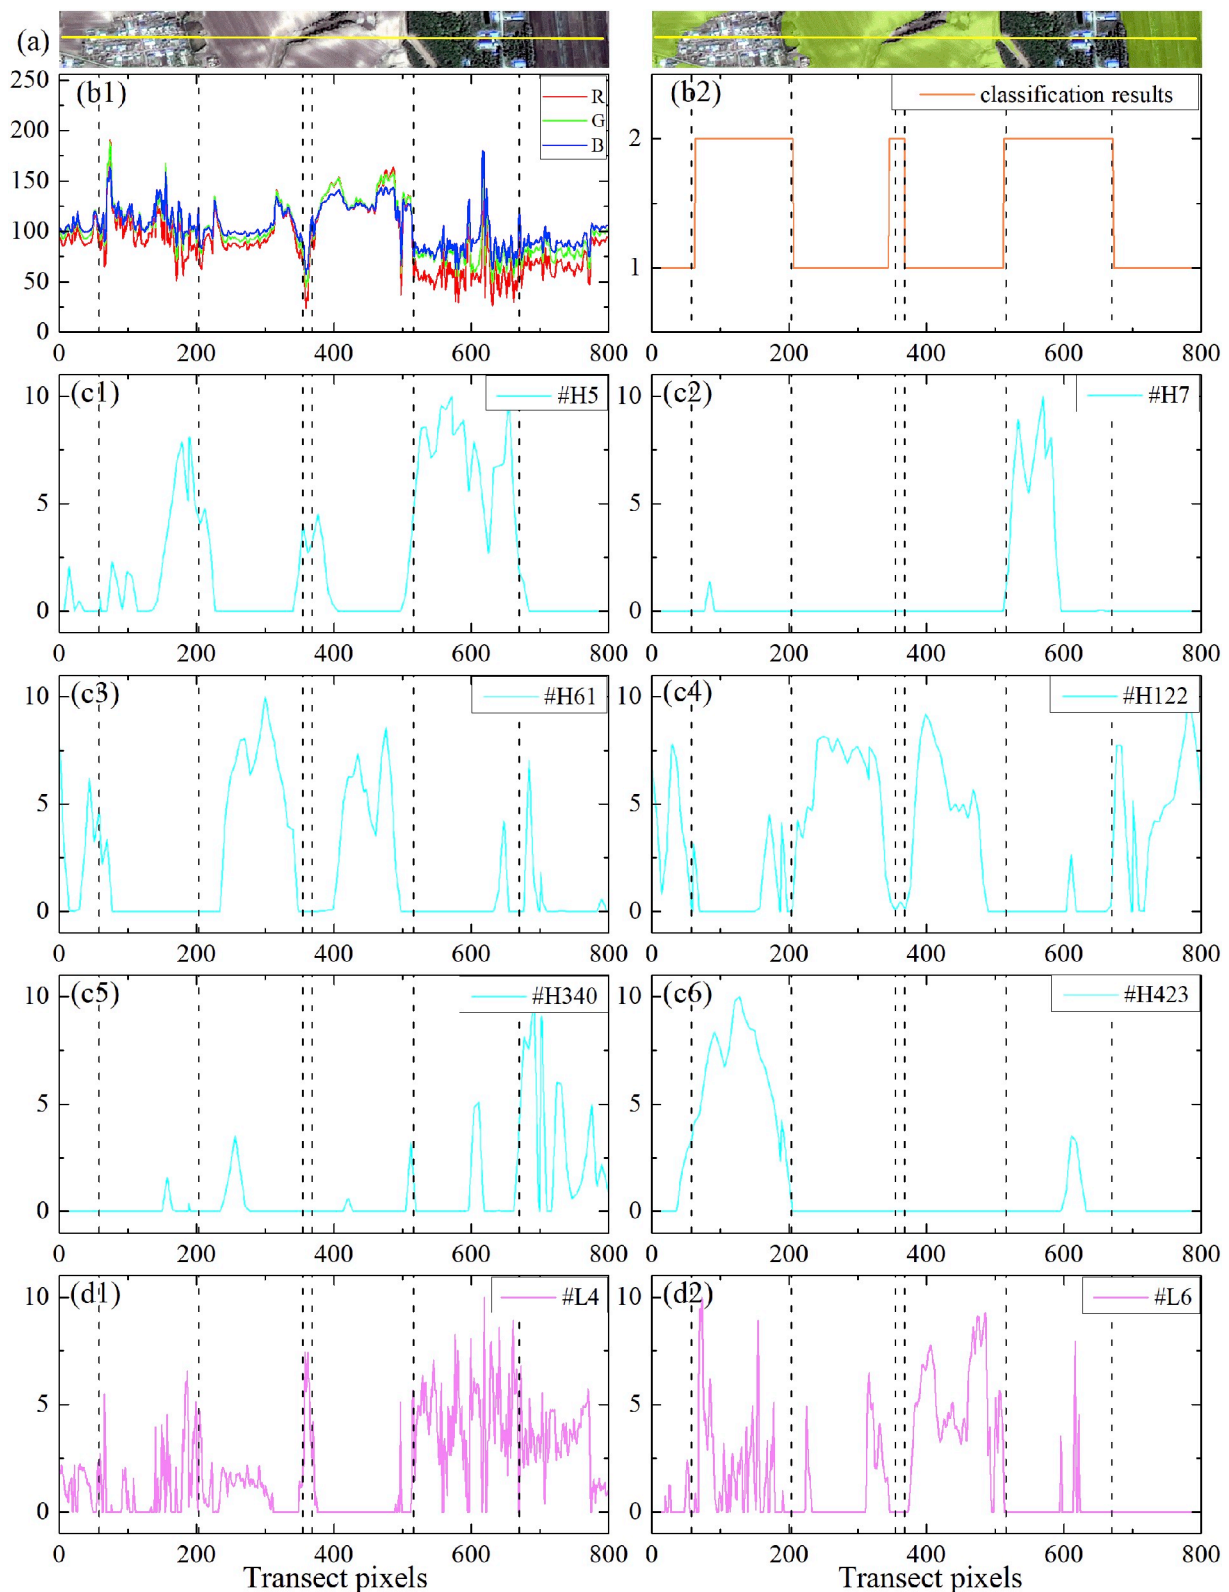 (a)
(b1)
R
G
B
250
200
150
100
50
0
0 200 400 600 800
(b2)
classification results
2
1
0 200 400 600 800
(c1)
#H5
10
5
0
0 200 400 600 800
(c2)
#H7
10
5
0
0 200 400 600 800
(c3)
#H61
10
5
0
0 200 400 600 800
(c4)
#H122
10
5
0
0 200 400 600 800
(c5)
#H340
10
5
0
0 200 400 600 800
(c6)
#H423
10
5
0
0 200 400 600 800
(d1)
#L4
10
5
0
0 200 400 600 800
Transect pixels
(d2)
#L6
10
5
0
0 200 400 600 800
Transect pixels